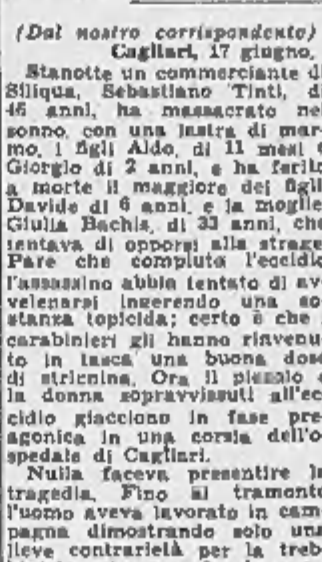 (Dal nostro corrispondente)
Cagliari, 17 giugno,
Stanotte un commerciante d
Siliqua, Sebastiano Tinti, d
46 anni, ha massacrato ne
sonno, con una lastra di mar-
mo, i figli Aldo, di 11 mesi e
Giorgio di 2 anni, e ha ferito
a morte il maggiore dei figli
Davide di 6 anni, e la moglie
Giulia Bachis, di 33 anni, che
tentava di opporsi alla strage.
Pare che compiuto l'eccidio
l'assassino abbia tentato di av
velenarsi ingerendo una so
stanza topicida; certo è che
carabinieri gli hanno rinvenu
to in tasca una buona dose
di stricnina. Ora il piccolo e
la donna sopravvissuti all'ec
cidio giacciono in fase pre-
agonica in una corsia dell'o-
spedale di Cagliari.
Nulla faceva presentire la
tragedia. Fino al tramonto
l'uomo aveva lavorato in cam
pagna dimostrando solo una
lieve contrarietà per la treb